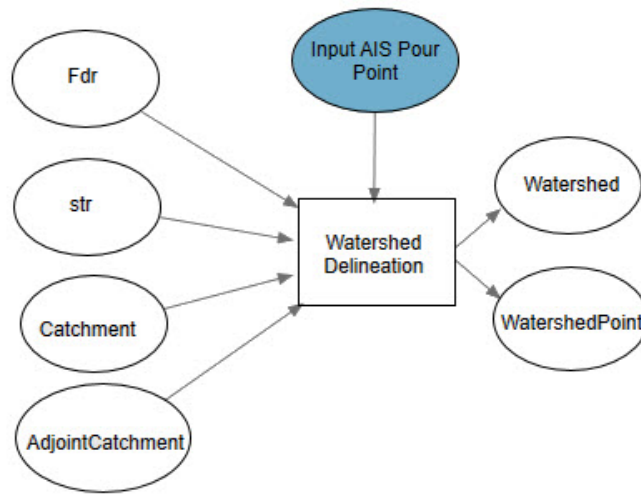 Input AIS Pour
Point
Fdr
str
Watershed
Watershed
Delineation
Catchment
WatershedPoint
AdjointCatchment